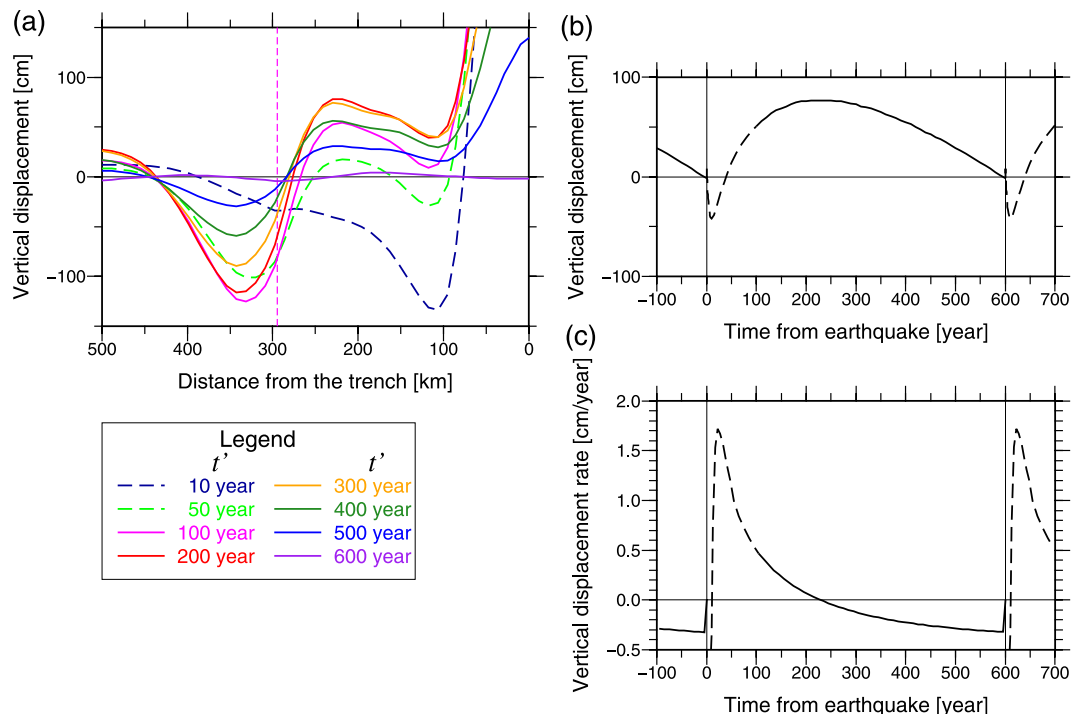 (a)
Vertical displacement [cm]
100
0
−100
500 400 300 200 100 0
Distance from the trench [km]
Legend
t’ t’
10 year 300 year
50 year 400 year
100 year 500 year
200 year 600 year
(b)
Vertical displacement [cm]
100
0
−100
−100 0 100 200 300 400 500 600 700
Time from earthquake [year]
(c)
Vertical displacement rate [cm/year]
2.0
1.5
1.0
0.5
0.0
−0.5
−100 0 100 200 300 400 500 600 700
Time from earthquake [year]